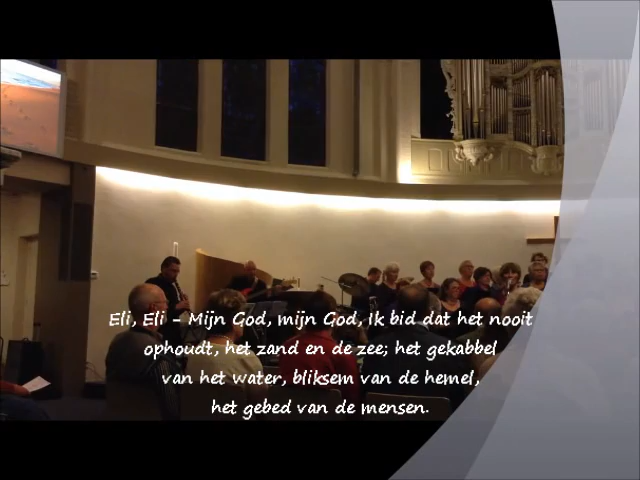 Eli, Eli - Mijn God, mijn God, Ik bid dat het nooit
ophoudt, het zand en de zee; het gekabbel
van het water, bliksem van de hemel,
het gebed van de mensen.